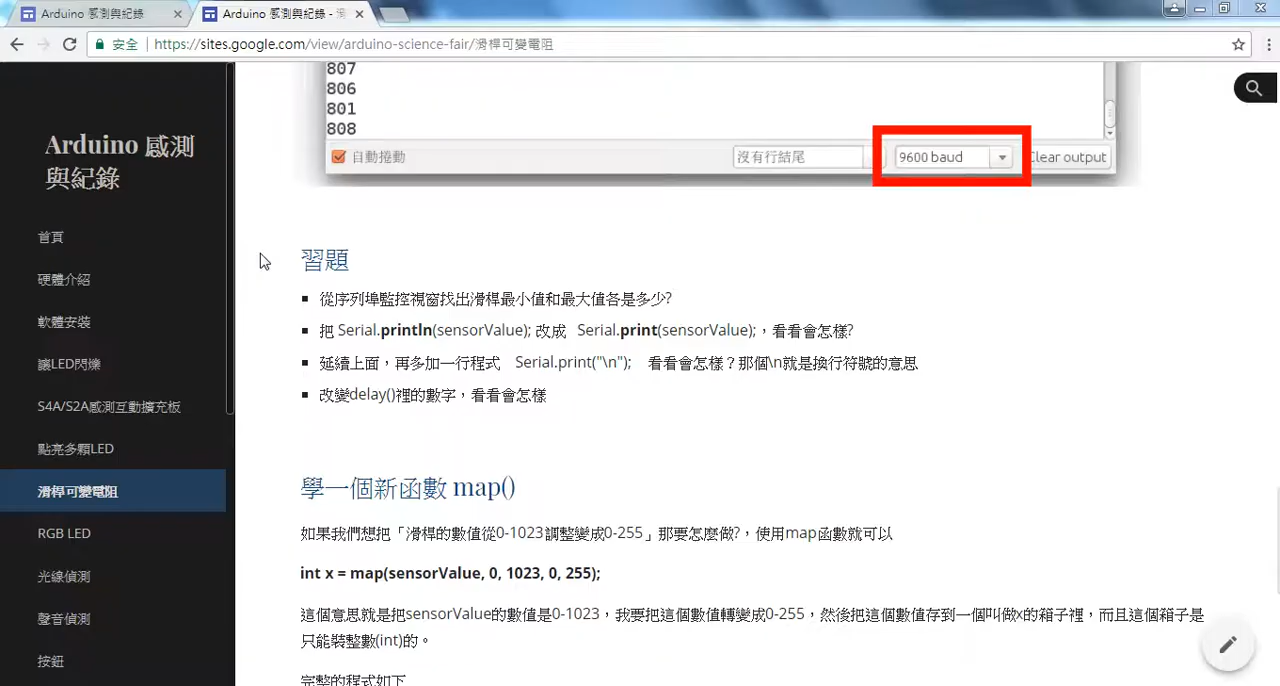 Arduino 感測與紀錄
Arduino 感測與紀錄 -
安全
https://sites.google.com/view/arduino-science-fair/滑桿可變電阻
Arduino 感測
與紀錄
首頁
硬體介紹
軟體安裝
讓LED閃爍
S4A/S2A感測互動擴充板
點亮多顆LED
滑桿可變電阻
RGB LED
光線偵測
聲音偵測
按鈕
807
806
801
808
自動捲動
沒有行結尾
9600 baud
Clear output
習題
從序列埠監控視窗找出滑桿最小值和最大值各是多少?
把 Serial.println(sensorValue); 改成 Serial.print(sensorValue);，看看會怎樣?
延續上面，再多加一行程式 Serial.print("\n"); 看看會怎樣？那個\n就是換行符號的意思
改變delay()裡的數字，看看會怎樣
學一個新函數 map()
如果我們想把「滑桿的數值從0-1023調整變成0-255」那要怎麼做?，使用map函數就可以
int x = map(sensorValue, 0, 1023, 0, 255);
這個意思就是把sensorValue的數值是0-1023，我要把這個數值轉變成0-255，然後把這個數值存到一個叫做x的箱子裡，而且這個箱子是
只能裝整數(int)的。
完整的程式如下